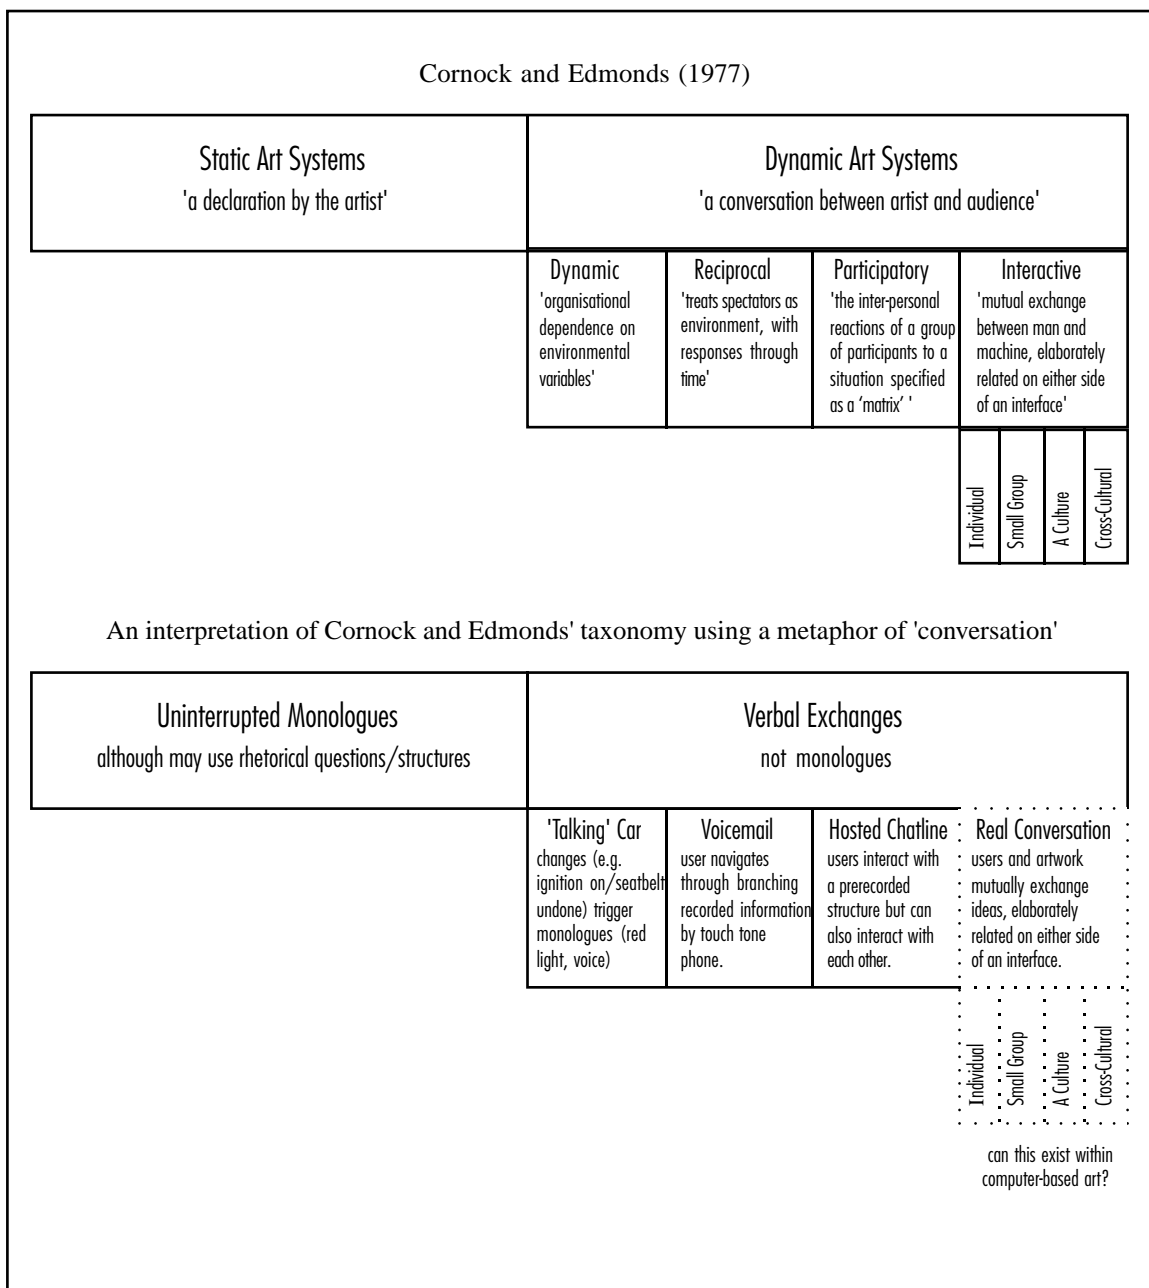 Cornock and Edmonds (1977)
Static Art Systems
'a declaration by the artist'
Dynamic Art Systems
'a conversation between artist and audience'
Dynamic
'organisational
dependence on
environmental
variables'
Reciprocal
'treats spectators as
environment, with
responses through
time'
Participatory
'the inter-personal
reactions of a group
of participants to a
situation specified
as a ‘matrix’ '
Interactive
'mutual exchange
between man and
machine, elaborately
related on either side
of an interface'
Individual
Small Group
A Culture
Cross-Cultural
An interpretation of Cornock and Edmonds' taxonomy using a metaphor of 'conversation'
Uninterrupted Monologues
although may use rhetorical questions/structures
Verbal Exchanges
not monologues
'Talking' Car
changes (e.g.
ignition on/seatbelt
undone) trigger
monologues (red
light, voice)
Voicemail
user navigates
through branching
recorded information
by touch tone
phone.
Hosted Chatline
users interact with
a prerecorded
structure but can
also interact with
each other.
Real Conversation
users and artwork
mutually exchange
ideas, elaborately
related on either side
of an interface.
Individual
Small Group
A Culture
Cross-Cultural
can this exist within
computer-based art?